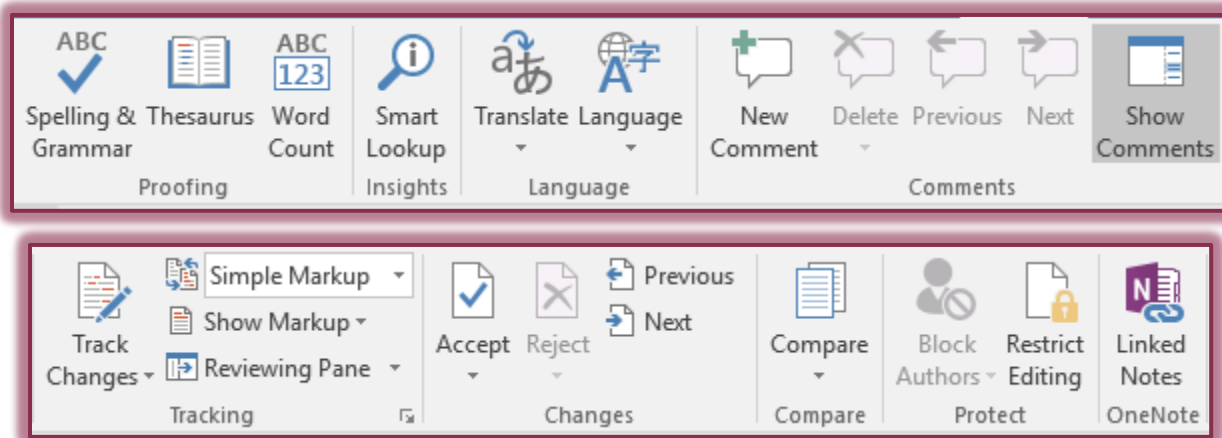 ABC ABC 123
Spelling & Grammar Thesaurus Word Count Smart Lookup Translate Language New Comment Delete Previous Next Show Comments
Proofing Insights Language Comments
Simple Markup
Show Markup
Reviewing Pane
Track Changes Accept Reject Previous Next Compare Block Authors Restrict Editing Linked Notes
Tracking Changes Compare Protect OneNote